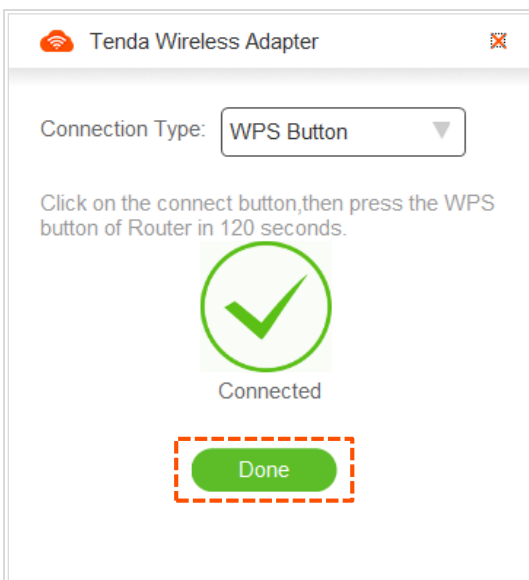 Tenda Wireless Adapter
Connection Type: WPS Button
Click on the connect button,then press the WPS
button of Router in 120 seconds.
Connected
Done